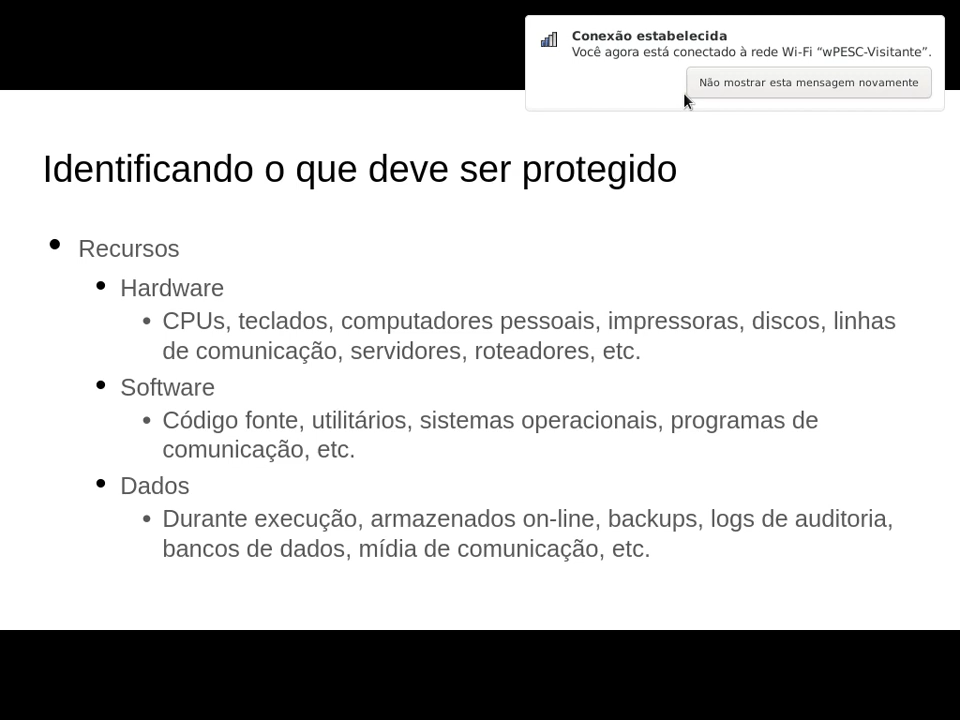 Conexão estabelecida
Você agora está conectado à rede Wi-Fi “wPESC-Visitante”.
Não mostrar esta mensagem novamente
Identificando o que deve ser protegido
• Recursos
• Hardware
• CPUs, teclados, computadores pessoais, impressoras, discos, linhas
de comunicação, servidores, roteadores, etc.
• Software
• Código fonte, utilitários, sistemas operacionais, programas de
comunicação, etc.
• Dados
• Durante execução, armazenados on-line, backups, logs de auditoria,
bancos de dados, mídia de comunicação, etc.